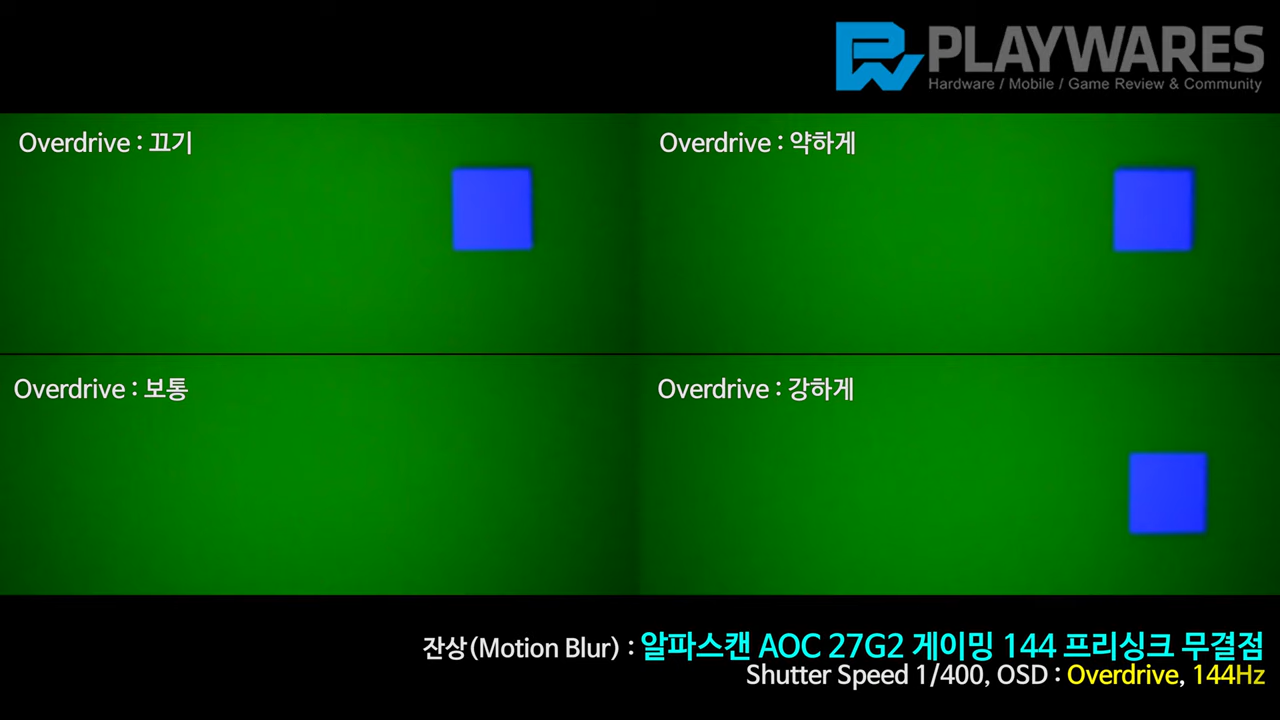 PLAYWARES
Hardware / Mobile / Game Review & Community
Overdrive : 끄기
Overdrive : 약하게
Overdrive : 보통
Overdrive : 강하게
잔상(Motion Blur) : 알파스캔 AOC 27G2 게이밍 144 프리싱크 무결점
Shutter Speed 1/400, OSD : Overdrive, 144Hz